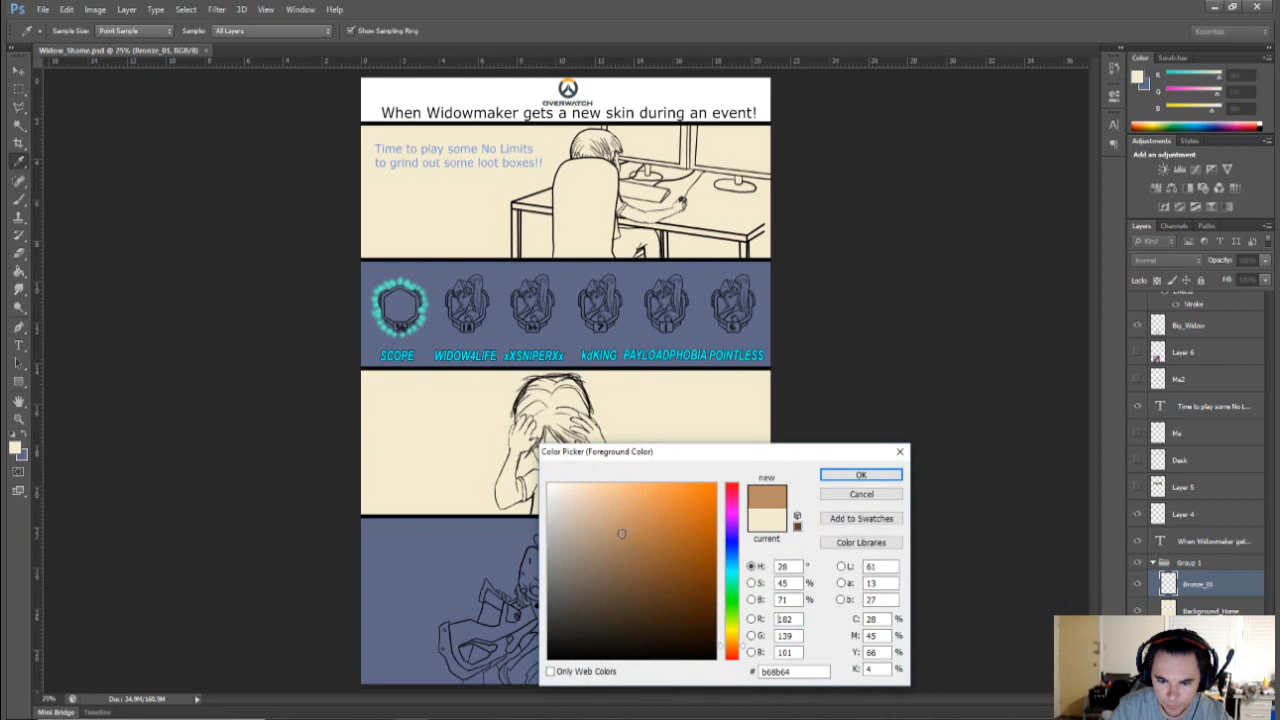 Ps File Edit Image Layer Type Select Filter 3D View Window Help
Sample Size: Point Sample Sample: All Layers Show Sampling Ring Essentials
Widow_Shame.psd @ 25% (Bronze_01, RGB/8) ×
OVERWATCH
When Widowmaker gets a new skin during an event!
Time to play some No Limits
to grind out some loot boxes!!
SCOPE WIDOW4LIFE xXSNIPERXx kdKING PAYLOADPHOBIA POINTLESS
Color Picker (Foreground Color)
new
current
OK
Cancel
Add to Swatches
Color Libraries
H: 28 ° L: 61
S: 45 % a: 13
B: 71 % b: 27
R: 182 C: 28 %
G: 139 M: 45 %
B: 101 Y: 66 %
# b68b64 K: 4 %
Only Web Colors
Color Swatches
R
G
B
Adjustments Styles
Add an adjustment
Layers Channels Paths
Kind
Normal Opacity:
Lock: Fill:
Stroke
Big_Widow
Layer 6
Me2
T Time to play some No L...
Me
Desk
Layer 5
Layer 4
T When Widowmaker get...
Group 1
Bronze_01
Background_Home
25% Doc: 24.9M/160.9M
Mini Bridge Timeline